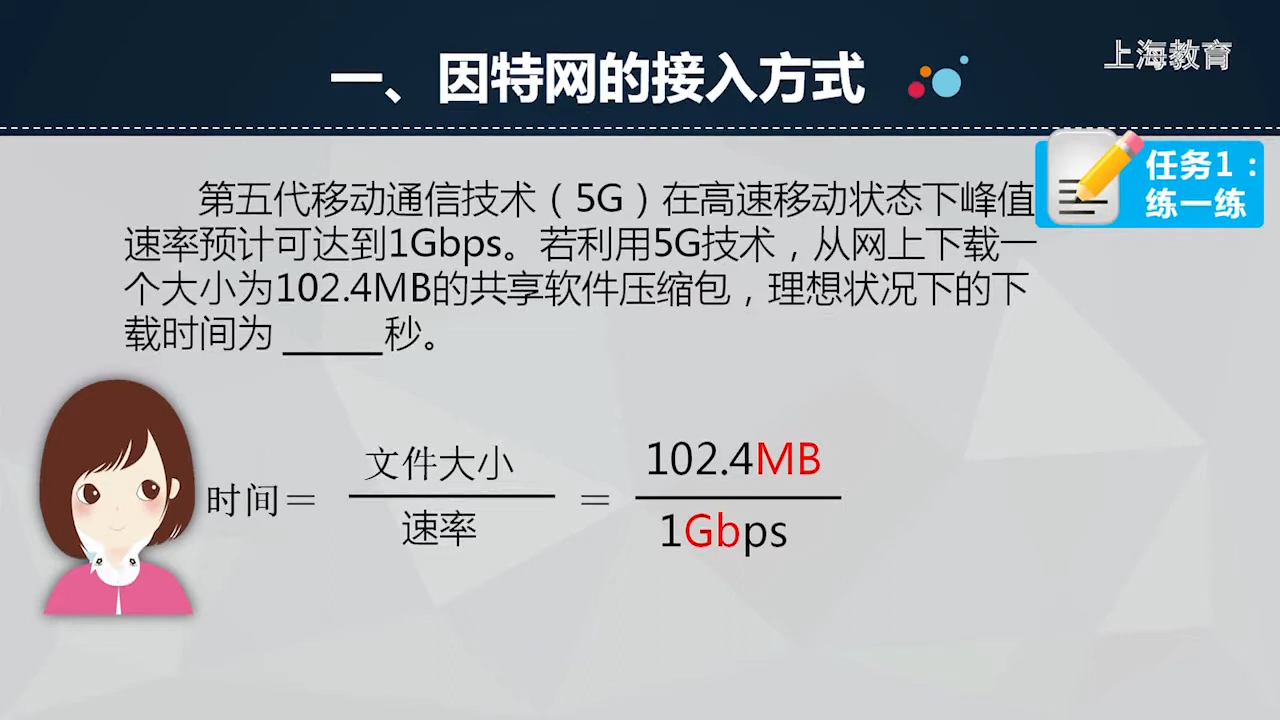 一、因特网的接入方式
上海教育
任务1：
练一练
第五代移动通信技术（5G）在高速移动状态下峰值
速率预计可达到1Gbps。若利用5G技术，从网上下载一
个大小为102.4MB的共享软件压缩包，理想状况下的下
载时间为 _____秒。
时间＝ 文件大小 ＝ 102.4MB
速率 1Gbps